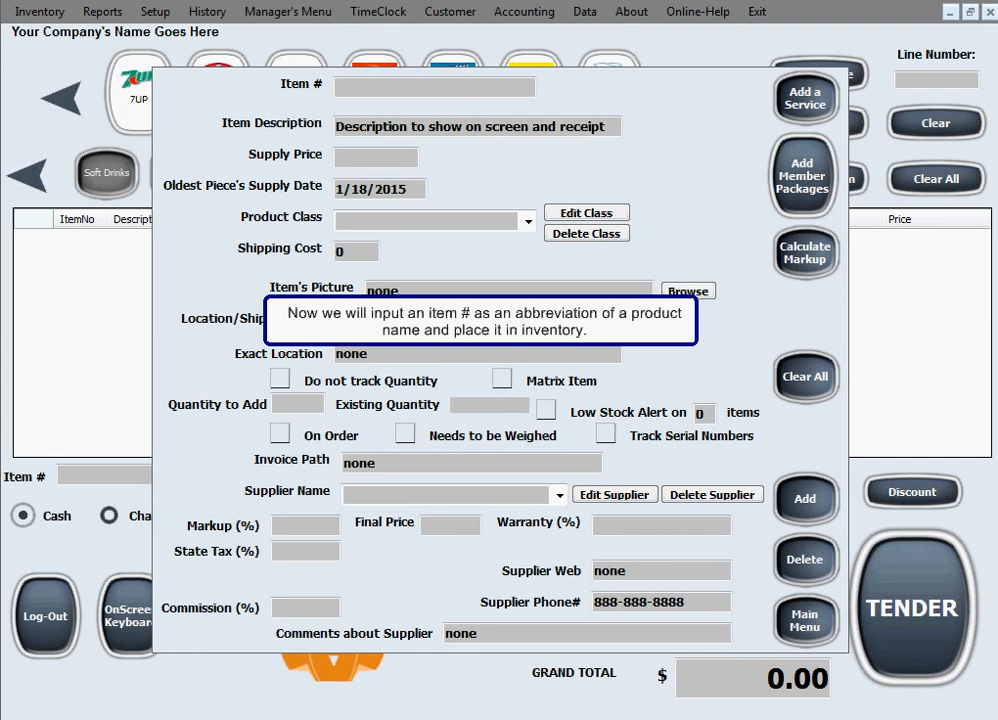 Inventory Reports Setup History Manager's Menu TimeClock Customer Accounting Data About Online-Help Exit
Your Company's Name Goes Here
Line Number:
7UP
Item #
Add a
Service
Clear
Item Description Description to show on screen and receipt
Supply Price
Add
Member
Packages
Soft Drinks
Clear All
Oldest Piece's Supply Date 1/18/2015
ItemNo Descript
Product Class Edit Class
Price
Delete Class
Shipping Cost 0
Calculate
Markup
Item's Picture none Browse
Now we will input an item # as an abbreviation of a product
name and place it in inventory.
Location/Ship
Exact Location none
Do not track Quantity Matrix Item
Clear All
Quantity to Add Existing Quantity Low Stock Alert on 0 items
On Order Needs to be Weighed Track Serial Numbers
Invoice Path none
Item #
Supplier Name Edit Supplier Delete Supplier
Add
Discount
Cash Cha
Markup (%) Final Price Warranty (%)
State Tax (%)
Delete
Supplier Web none
Log-Out
OnScree
Keyboar
Commission (%) Supplier Phone# 888-888-8888
Main
Menu
TENDER
Comments about Supplier none
GRAND TOTAL $ 0.00